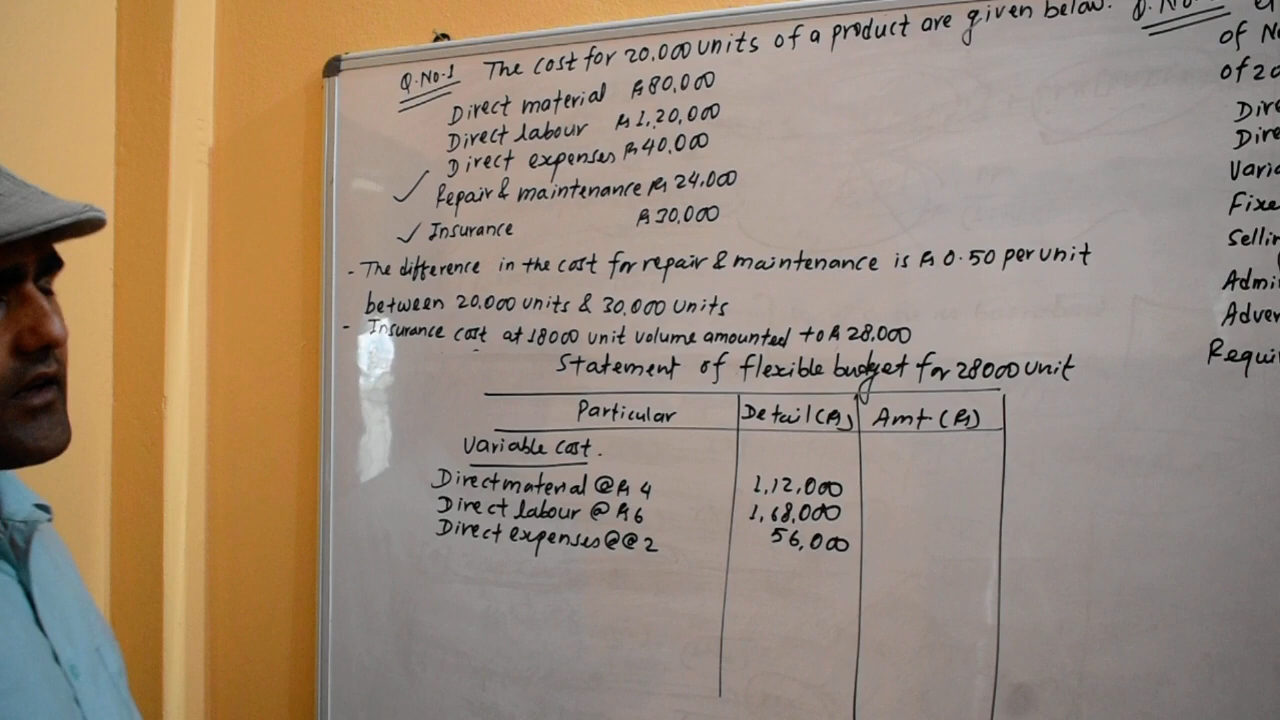 Q.No-1 The cost for 20,000 units of a product are given below.
Direct material Rs 80,000
Direct labour Rs 1,20,000
Direct expenses Rs 40,000
✓ Repair & maintenance Rs 24,000
✓ Insurance Rs 30,000
- The difference in the cost for repair & maintenance is Rs 0.50 per unit
between 20,000 units & 30,000 units
- Insurance cost at 18000 unit volume amounted to Rs 28,000
Statement of flexible budget for 28000 unit
Particular Detail (Rs) Amt (Rs)
Variable cost.
Direct material @ Rs 4 1,12,000
Direct labour @ Rs 6 1,68,000
Direct expenses @@ 2 56,000
Q.No
of No
of 20
Dire
Dire
Varia
Fixe
Sellin
Admi
Adver
Requi